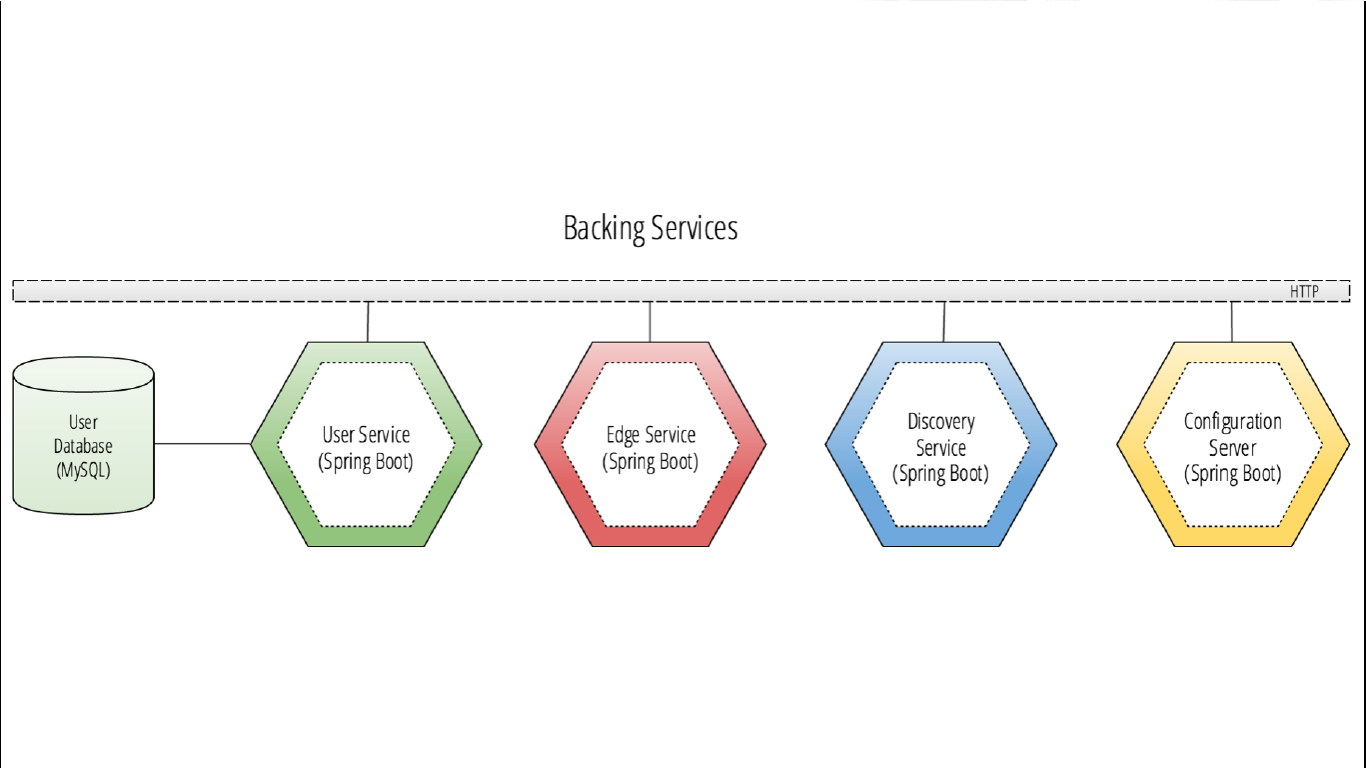 Backing Services
HTTP
User
Database
(MySQL)
User Service
(Spring Boot)
Edge Service
(Spring Boot)
Discovery
Service
(Spring Boot)
Configuration
Server
(Spring Boot)